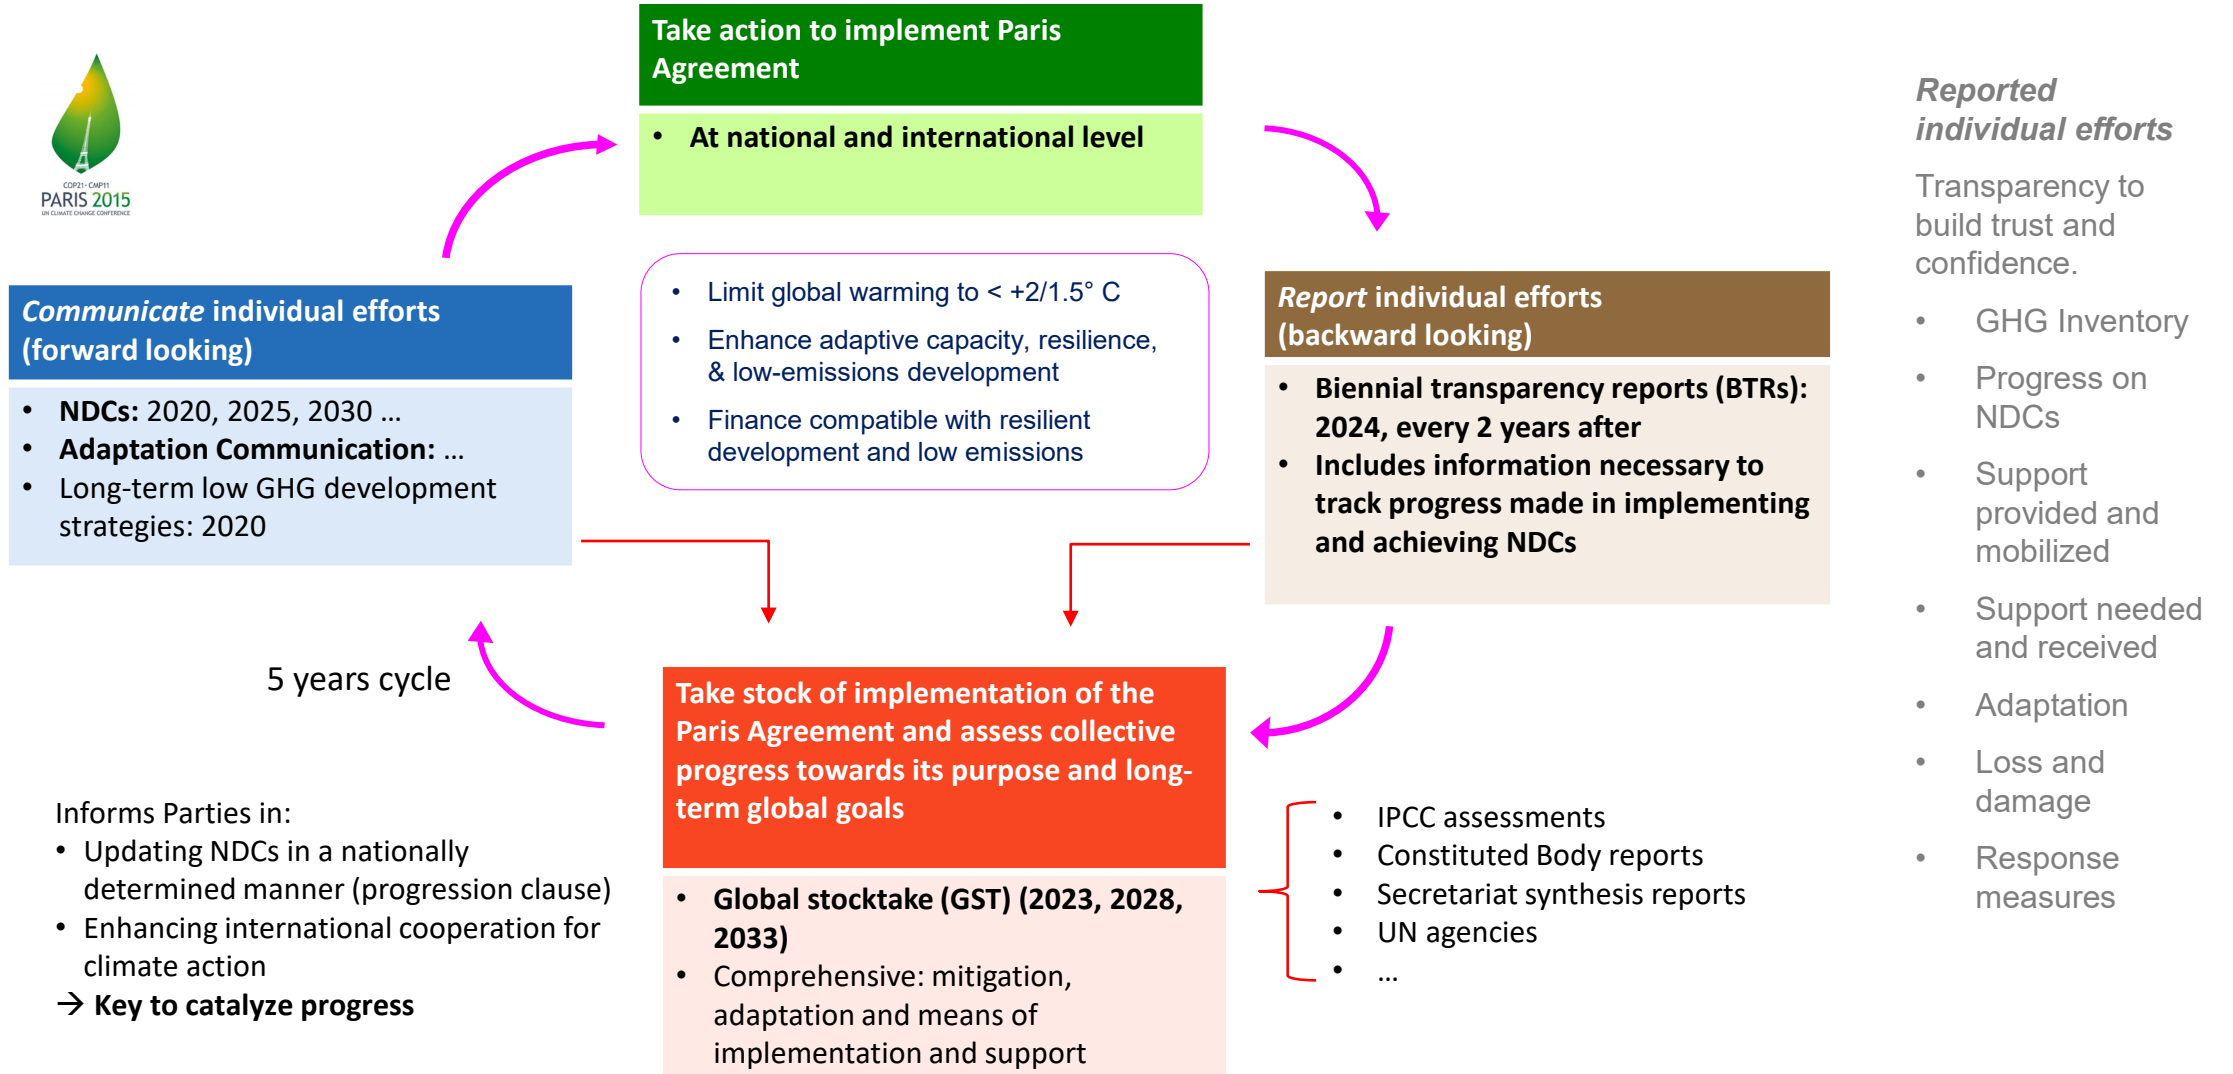 Take action to implement Paris
Agreement
• At national and international level
COP21 • CMP11
PARIS 2015
UN CLIMATE CHANGE CONFERENCE
Communicate individual efforts
(forward looking)
• NDCs: 2020, 2025, 2030 ...
• Adaptation Communication: ...
• Long-term low GHG development
strategies: 2020
• Limit global warming to < +2/1.5° C
• Enhance adaptive capacity, resilience,
& low-emissions development
• Finance compatible with resilient
development and low emissions
Report individual efforts
(backward looking)
• Biennial transparency reports (BTRs):
2024, every 2 years after
• Includes information necessary to
track progress made in implementing
and achieving NDCs
5 years cycle
Take stock of implementation of the
Paris Agreement and assess collective
progress towards its purpose and long-
term global goals
• Global stocktake (GST) (2023, 2028,
2033)
• Comprehensive: mitigation,
adaptation and means of
implementation and support
Informs Parties in:
• Updating NDCs in a nationally
determined manner (progression clause)
• Enhancing international cooperation for
climate action
→ Key to catalyze progress
• IPCC assessments
• Constituted Body reports
• Secretariat synthesis reports
• UN agencies
• ...
Reported
individual efforts
Transparency to
build trust and
confidence.
• GHG Inventory
• Progress on
NDCs
• Support
provided and
mobilized
• Support needed
and received
• Adaptation
• Loss and
damage
• Response
measures